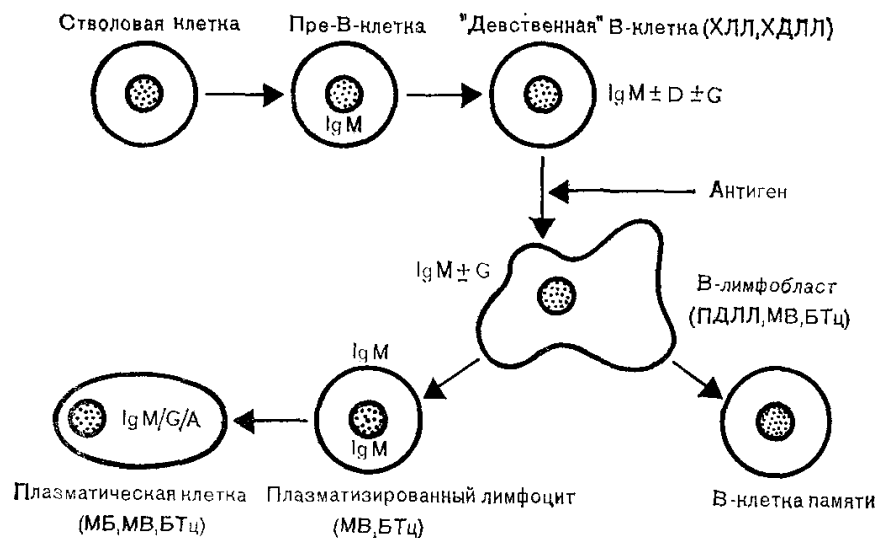 Стволовая клетка
Пре-В-клетка
"Девственная" В-клетка (ХЛЛ,ХДЛЛ)
IgM
IgM ± D ± G
Антиген
IgM ± G
В-лимфобласт
(ПДЛЛ,МВ,БТц)
IgM
IgM/G/A
IgM
Плазматическая клетка
(МБ,МВ,БТц)
Плазматизированный лимфоцит
(МВ,БТц)
В-клетка памяти